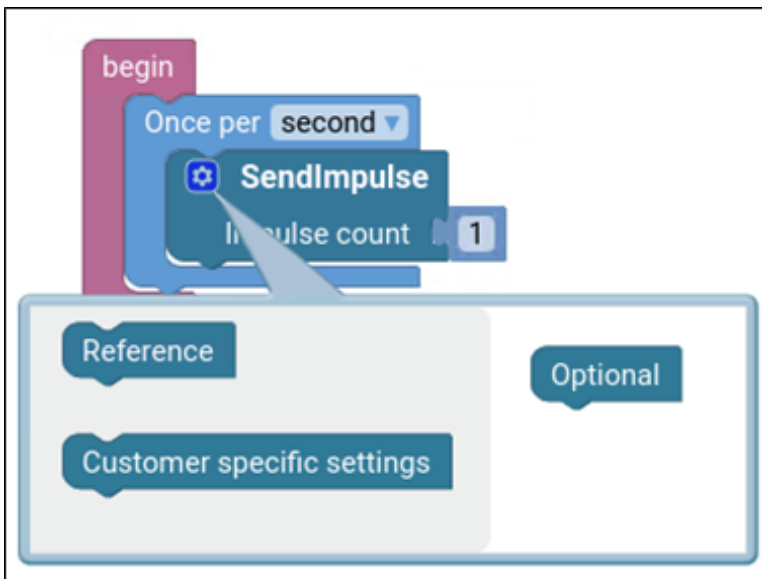 begin
Once per second
SendImpulse
Impulse count 1
Reference
Optional
Customer specific settings